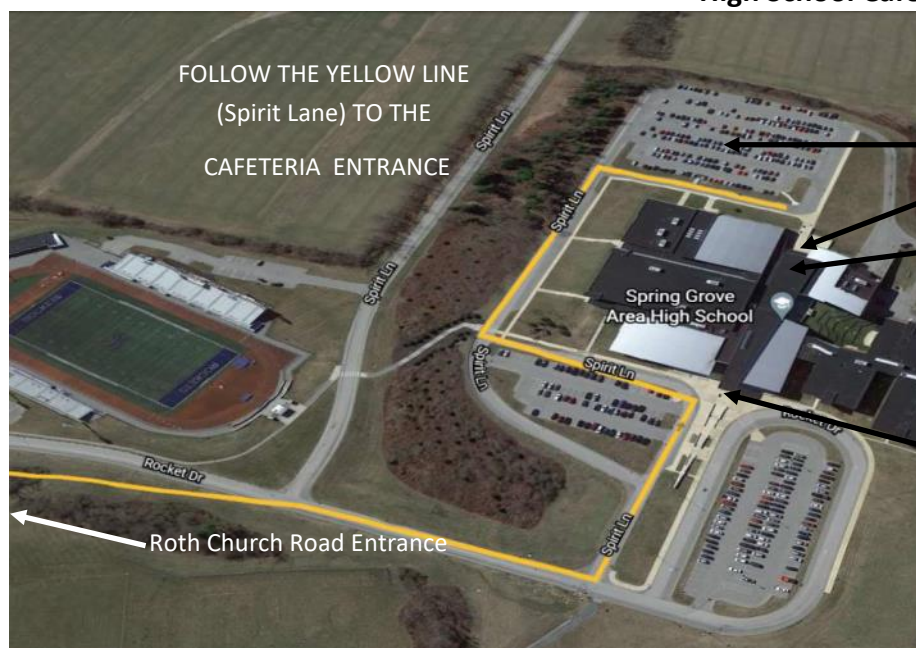 High School Cafe
FOLLOW THE YELLOW LINE
(Spirit Lane) TO THE
CAFETERIA ENTRANCE
Spirit Ln
Spirit Ln
Spirit Ln
Spring Grove
Area High School
Spirit Ln
Spirit Ln
ROCKETS
Rocket Dr
Rocket Dr
Spirit Ln
Roth Church Road Entrance